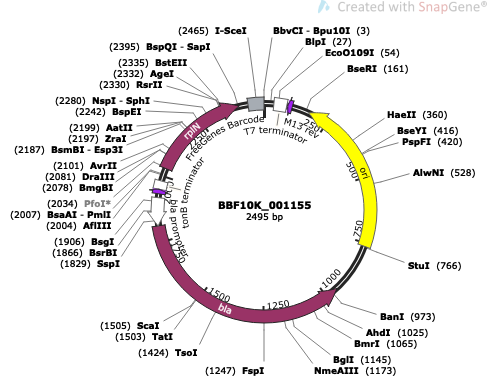 Created with SnapGene®
(2465) I-SceI
BbvCI - Bpu10I (3)
(2395) BspQI - SapI
BlpI (27)
EcoO109I (54)
(2335) BstEII
BseRI (161)
(2332) AgeI
(2330) RsrII
(2280) NspI - SphI
(2242) BspEI
(2199) AatII
(2197) ZraI
(2187) BsmBI - Esp3I
(2101) AvrII
(2081) DraIII
(2078) BmgBI
(2034) PfoI*
(2007) BsaAI - PmlI
(2004) AflIII
(1906) BsgI
(1866) BsrBI
(1829) SspI
HaeII (360)
BseYI (416)
PspFI (420)
AlwNI (528)
StuI (766)
BanI (973)
AhdI (1025)
BmrI (1065)
BglI (1145)
NmeAIII (1173)
(1247) FspI
(1424) TsoI
(1503) TatI
(1505) ScaI
M13 rev
T7 terminator
FreeGenes Barcode
rplN
tonB terminator
bla promoter
bla
ori
250
500
750
1000
1250
1500
1750
BBF10K_001155
2495 bp